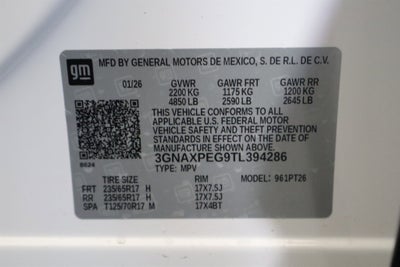 gm
MFD BY GENERAL MOTORS DE MEXICO, S. DE R.L. DE C.V.
01/26 GVWR GAWR FRT GAWR RR
2200 KG 1175 KG 1200 KG
4850 LB 2590 LB 2645 LB
THIS VEHICLE CONFORMS TO ALL
APPLICABLE U.S. FEDERAL MOTOR
VEHICLE SAFETY, BUMPER, AND
THEFT PREVENTION STANDARDS
IN EFFECT ON THE DATE OF
MANUFACTURE SHOWN ABOVE.
3GNAXPEG9TL394286
TYPE: MPV
TIRE SIZE RIM MODEL: 961PT26
FRT 235/65R17 H 17X7.5J
RR 235/65R17 H 17X7.5J
SPA T125/70R17 M 17X4BT